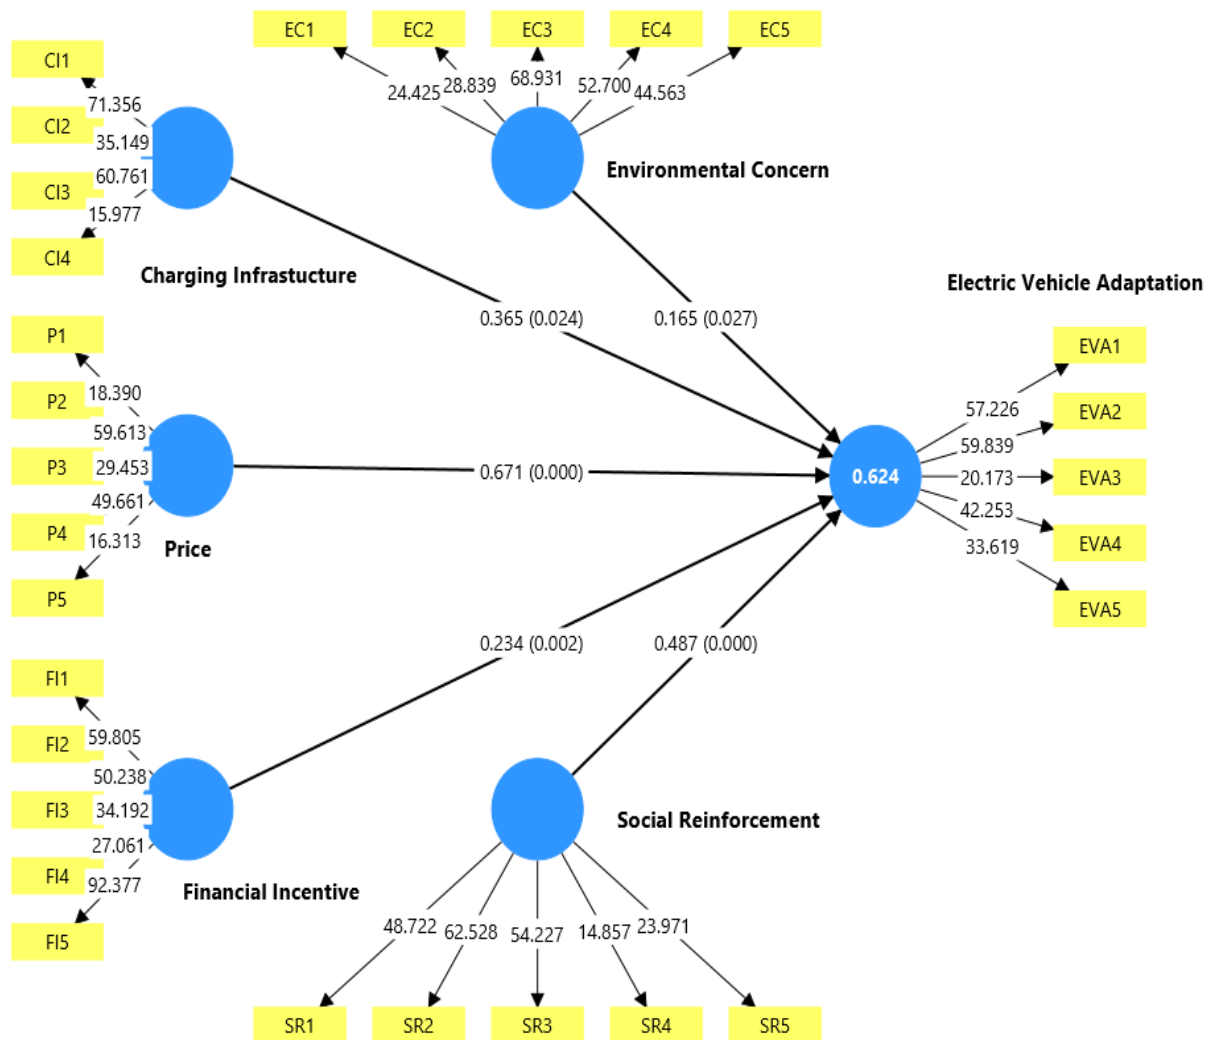 EC1
EC2
EC3
EC4
EC5
24.425
28.839
68.931
52.700
44.563
Environmental Concern
CI1
CI2
CI3
CI4
71.356
35.149
60.761
15.977
Charging Infrastucture
0.365 (0.024)
0.165 (0.027)
Electric Vehicle Adaptation
P1
P2
P3
P4
P5
18.390
59.613
29.453
49.661
16.313
Price
0.671 (0.000)
0.624
57.226
59.839
20.173
42.253
33.619
EVA1
EVA2
EVA3
EVA4
EVA5
0.234 (0.002)
0.487 (0.000)
FI1
FI2
FI3
FI4
FI5
59.805
50.238
34.192
27.061
92.377
Financial Incentive
Social Reinforcement
48.722
62.528
54.227
14.857
23.971
SR1
SR2
SR3
SR4
SR5